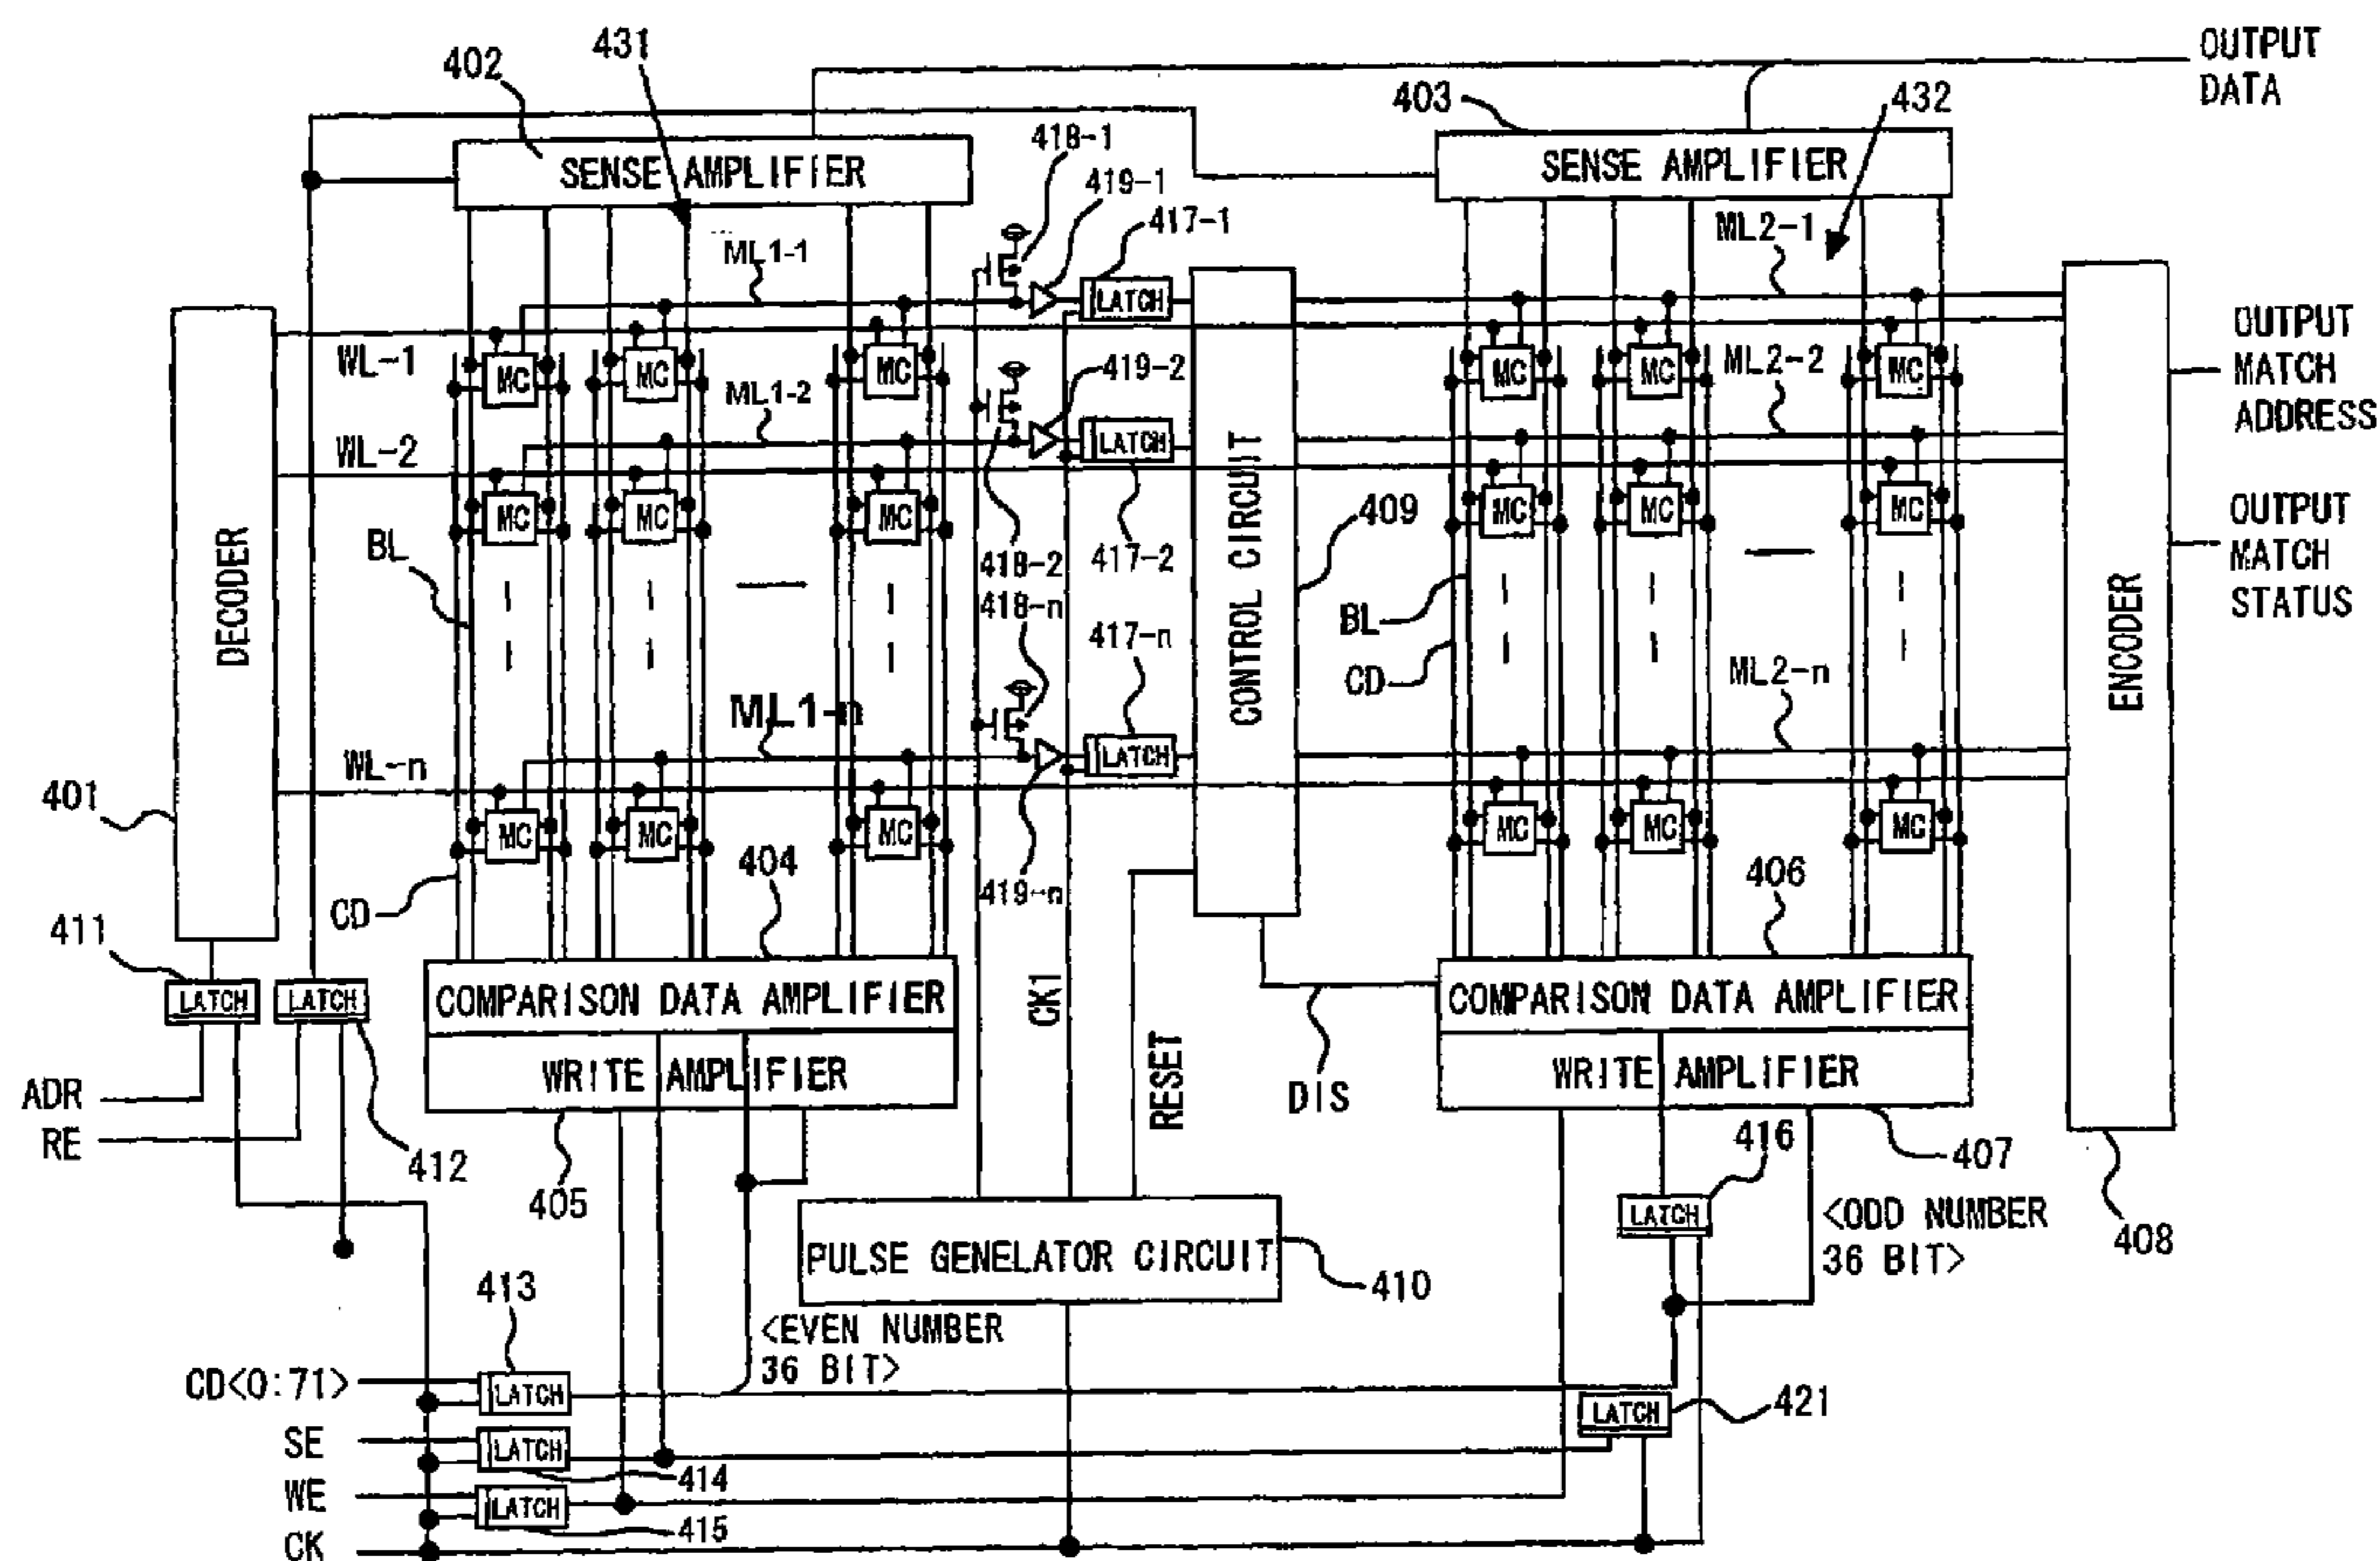 431
402
OUTPUT
DATA
403
432
418-1
SENSE AMPLIFIER
SENSE AMPLIFIER
419-1
417-1
ML1-1
ML2-1
LATCH
OUTPUT
MATCH
ADDRESS
WL-1
MC MC MC
419-2
MC MC MC
ML2-2
ML1-2
LATCH
WL-2
MC MC MC
MC MC MC
409
OUTPUT
MATCH
STATUS
BL
418-2
417-2
DECODER
CONTROL CIRCUIT
ENCODER
418-n
BL
417-n
CD
ML2-n
ML1-n
LATCH
WL-n
401
MC MC MC
MC MC MC
404
406
419-n
CD
411
LATCH
LATCH
COMPARISON DATA AMPLIFIER
CK1
COMPARISON DATA AMPLIFIER
WRITE AMPLIFIER
RESET
DIS
WRITE AMPLIFIER
ADR
RE
412
405
416
407
LATCH
<ODD NUMBER
36 BIT>
408
PULSE GENELATOR CIRCUIT
410
413
<EVEN NUMBER
36 BIT>
CD<0:71>
LATCH
LATCH
421
SE
LATCH
414
WE
LATCH
415
CK